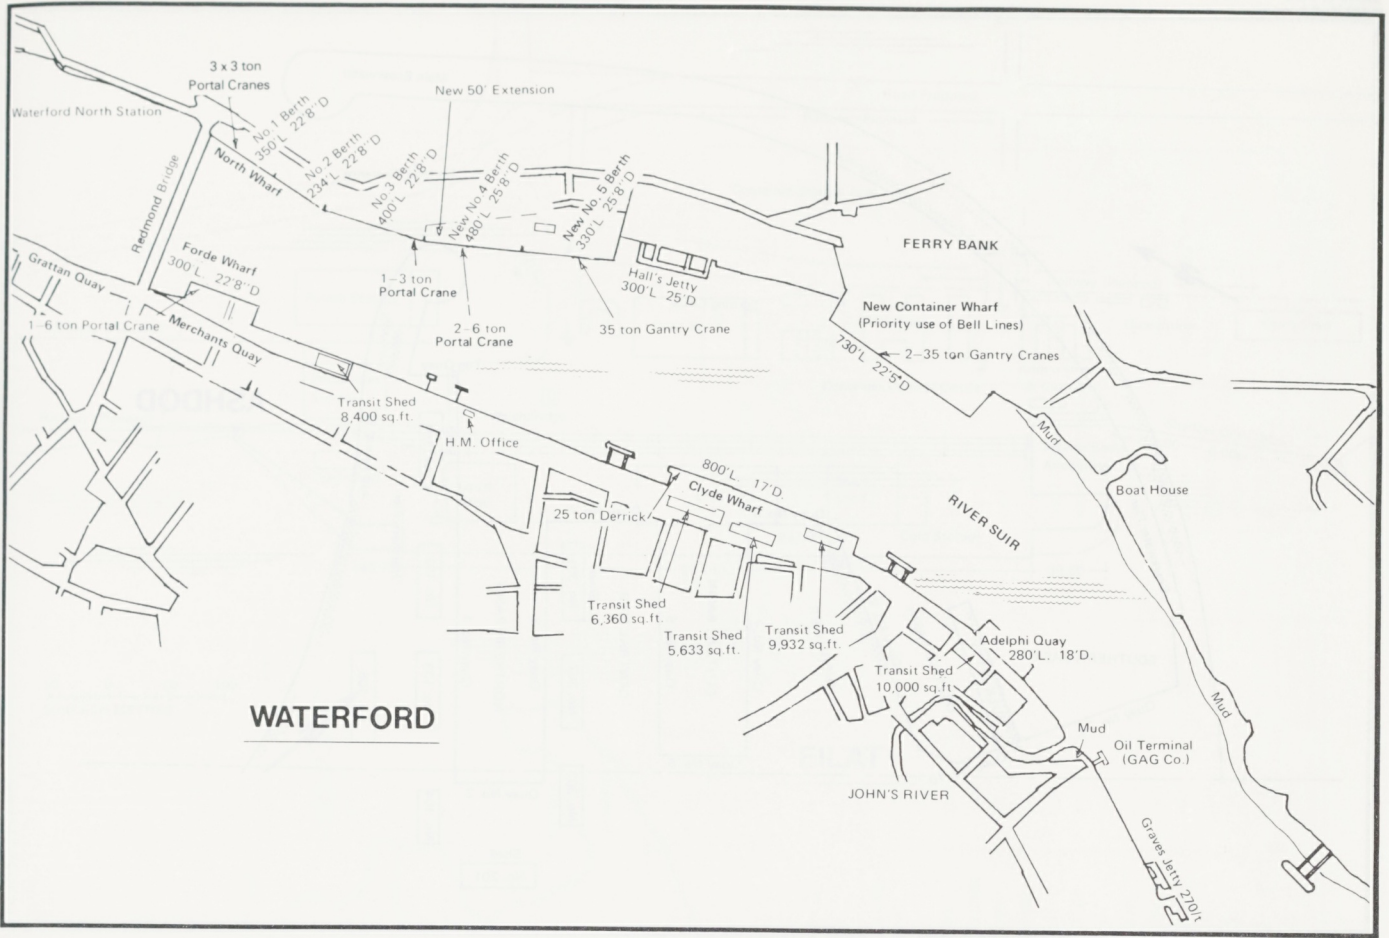 3 x 3 ton
Portal Cranes
New 50' Extension
Waterford North Station
No.1 Berth
350'L 22'8''D
No.2 Berth
234'L 22'8''D
No.3 Berth
400'L 22'8''D
New No.4 Berth
480'L 25'8''D
New No. 5 Berth
330'L 25'8''D
North Wharf
Redmond Bridge
Forde Wharf
300'L 22'8''D
Grattan Quay
1–6 ton Portal Crane
Merchants Quay
1–3 ton
Portal Crane
2–6 ton
Portal Crane
35 ton Gantry Crane
Hall's Jetty
300'L 25'D
FERRY BANK
New Container Wharf
(Priority use of Bell Lines)
730'L 22'5''D
2–35 ton Gantry Cranes
Transit Shed
8,400 sq.ft.
H.M. Office
Mud
Boat House
800'L. 17'D.
Clyde Wharf
25 ton Derrick
RIVER SUIR
Transit Shed
6,360 sq.ft.
Transit Shed
5,633 sq.ft.
Transit Shed
9,932 sq.ft.
Adelphi Quay
280'L. 18'D.
Transit Shed
10,000 sq.ft
WATERFORD
Mud
Mud
Oil Terminal
(GAG Co.)
JOHN'S RIVER
Graves Jetty 270/t